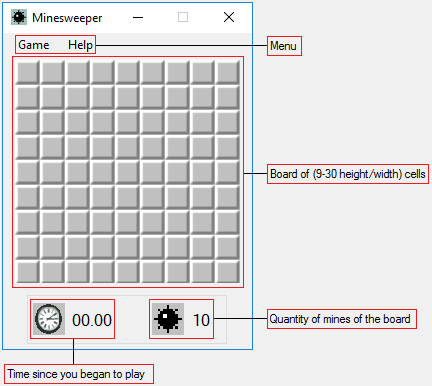 Minesweeper
Game Help
Menu
Board of (9-30 height/width) cells
00.00
10
Quantity of mines of the board
Time since you began to play